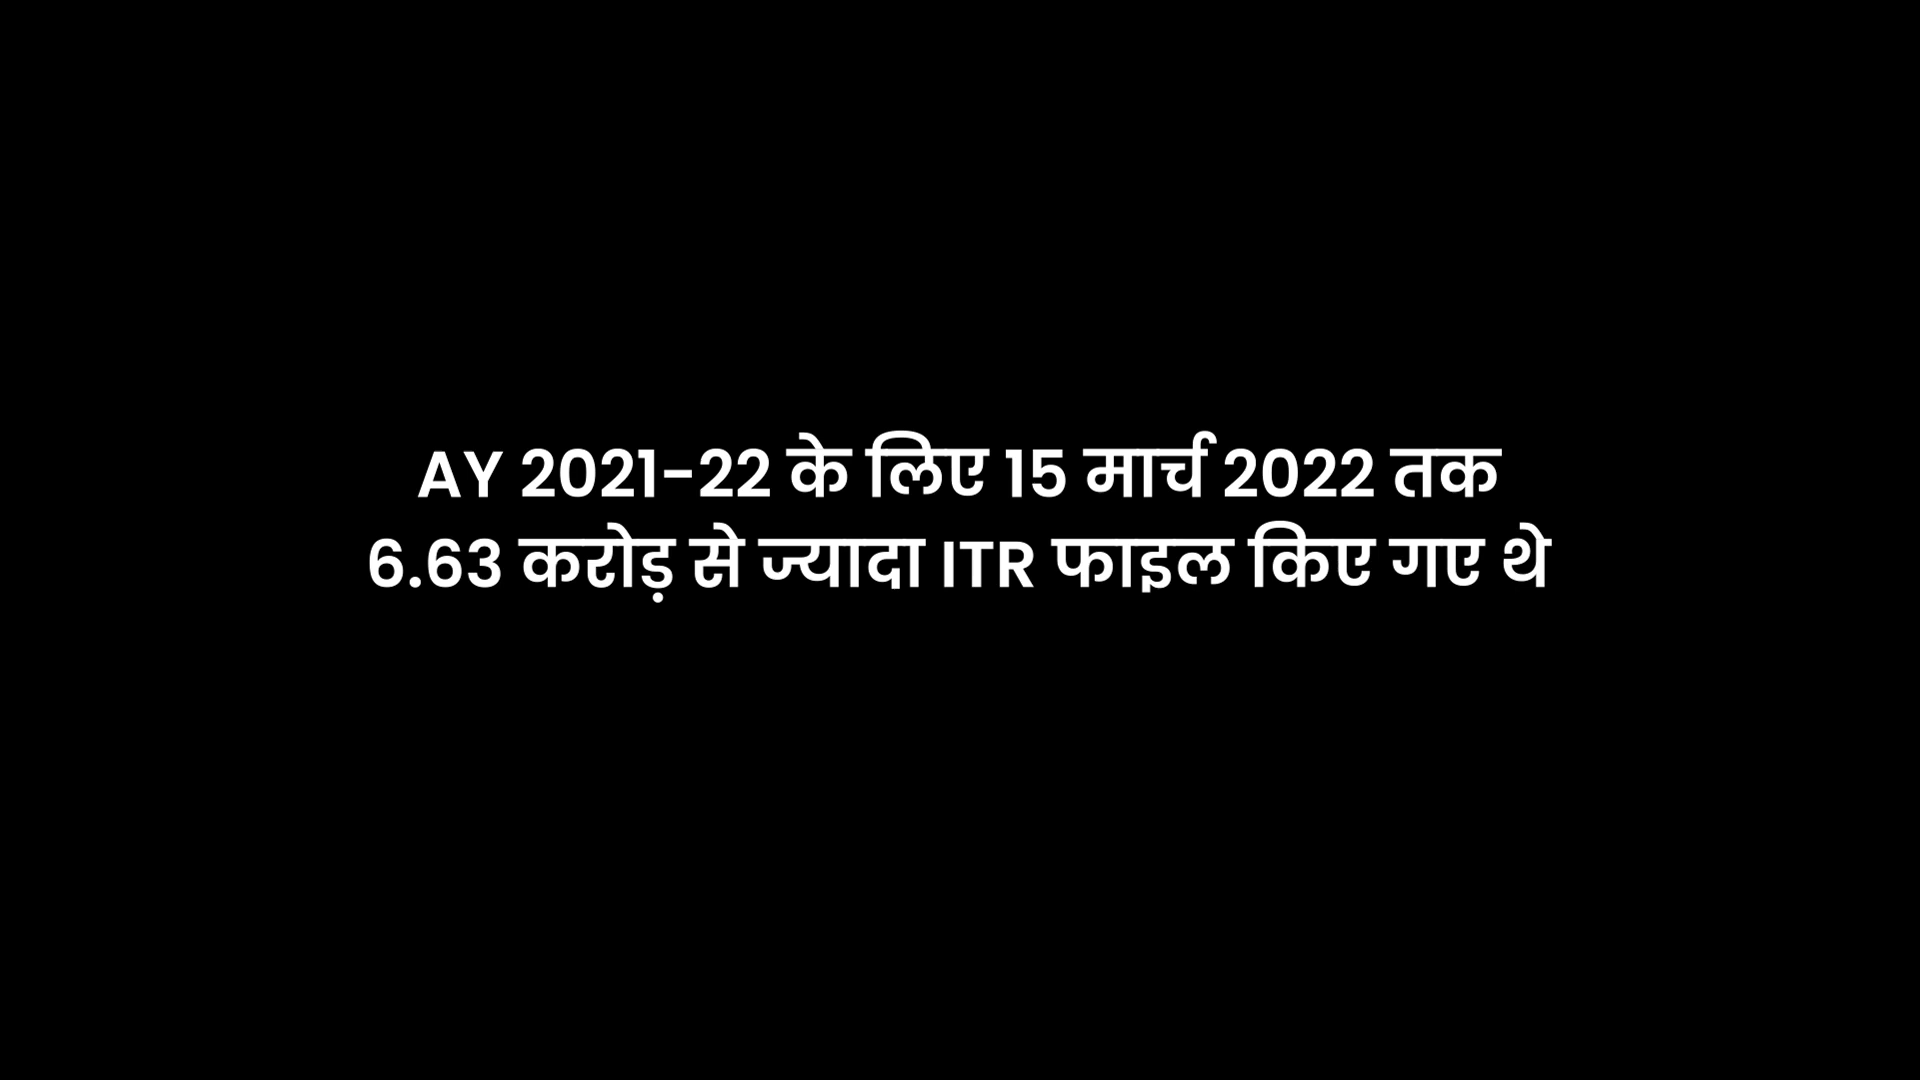 AY 2021-22 के लिए 15 मार्च 2022 तक
6.63 करोड़ से ज्यादा ITR फाइल किए गए थे